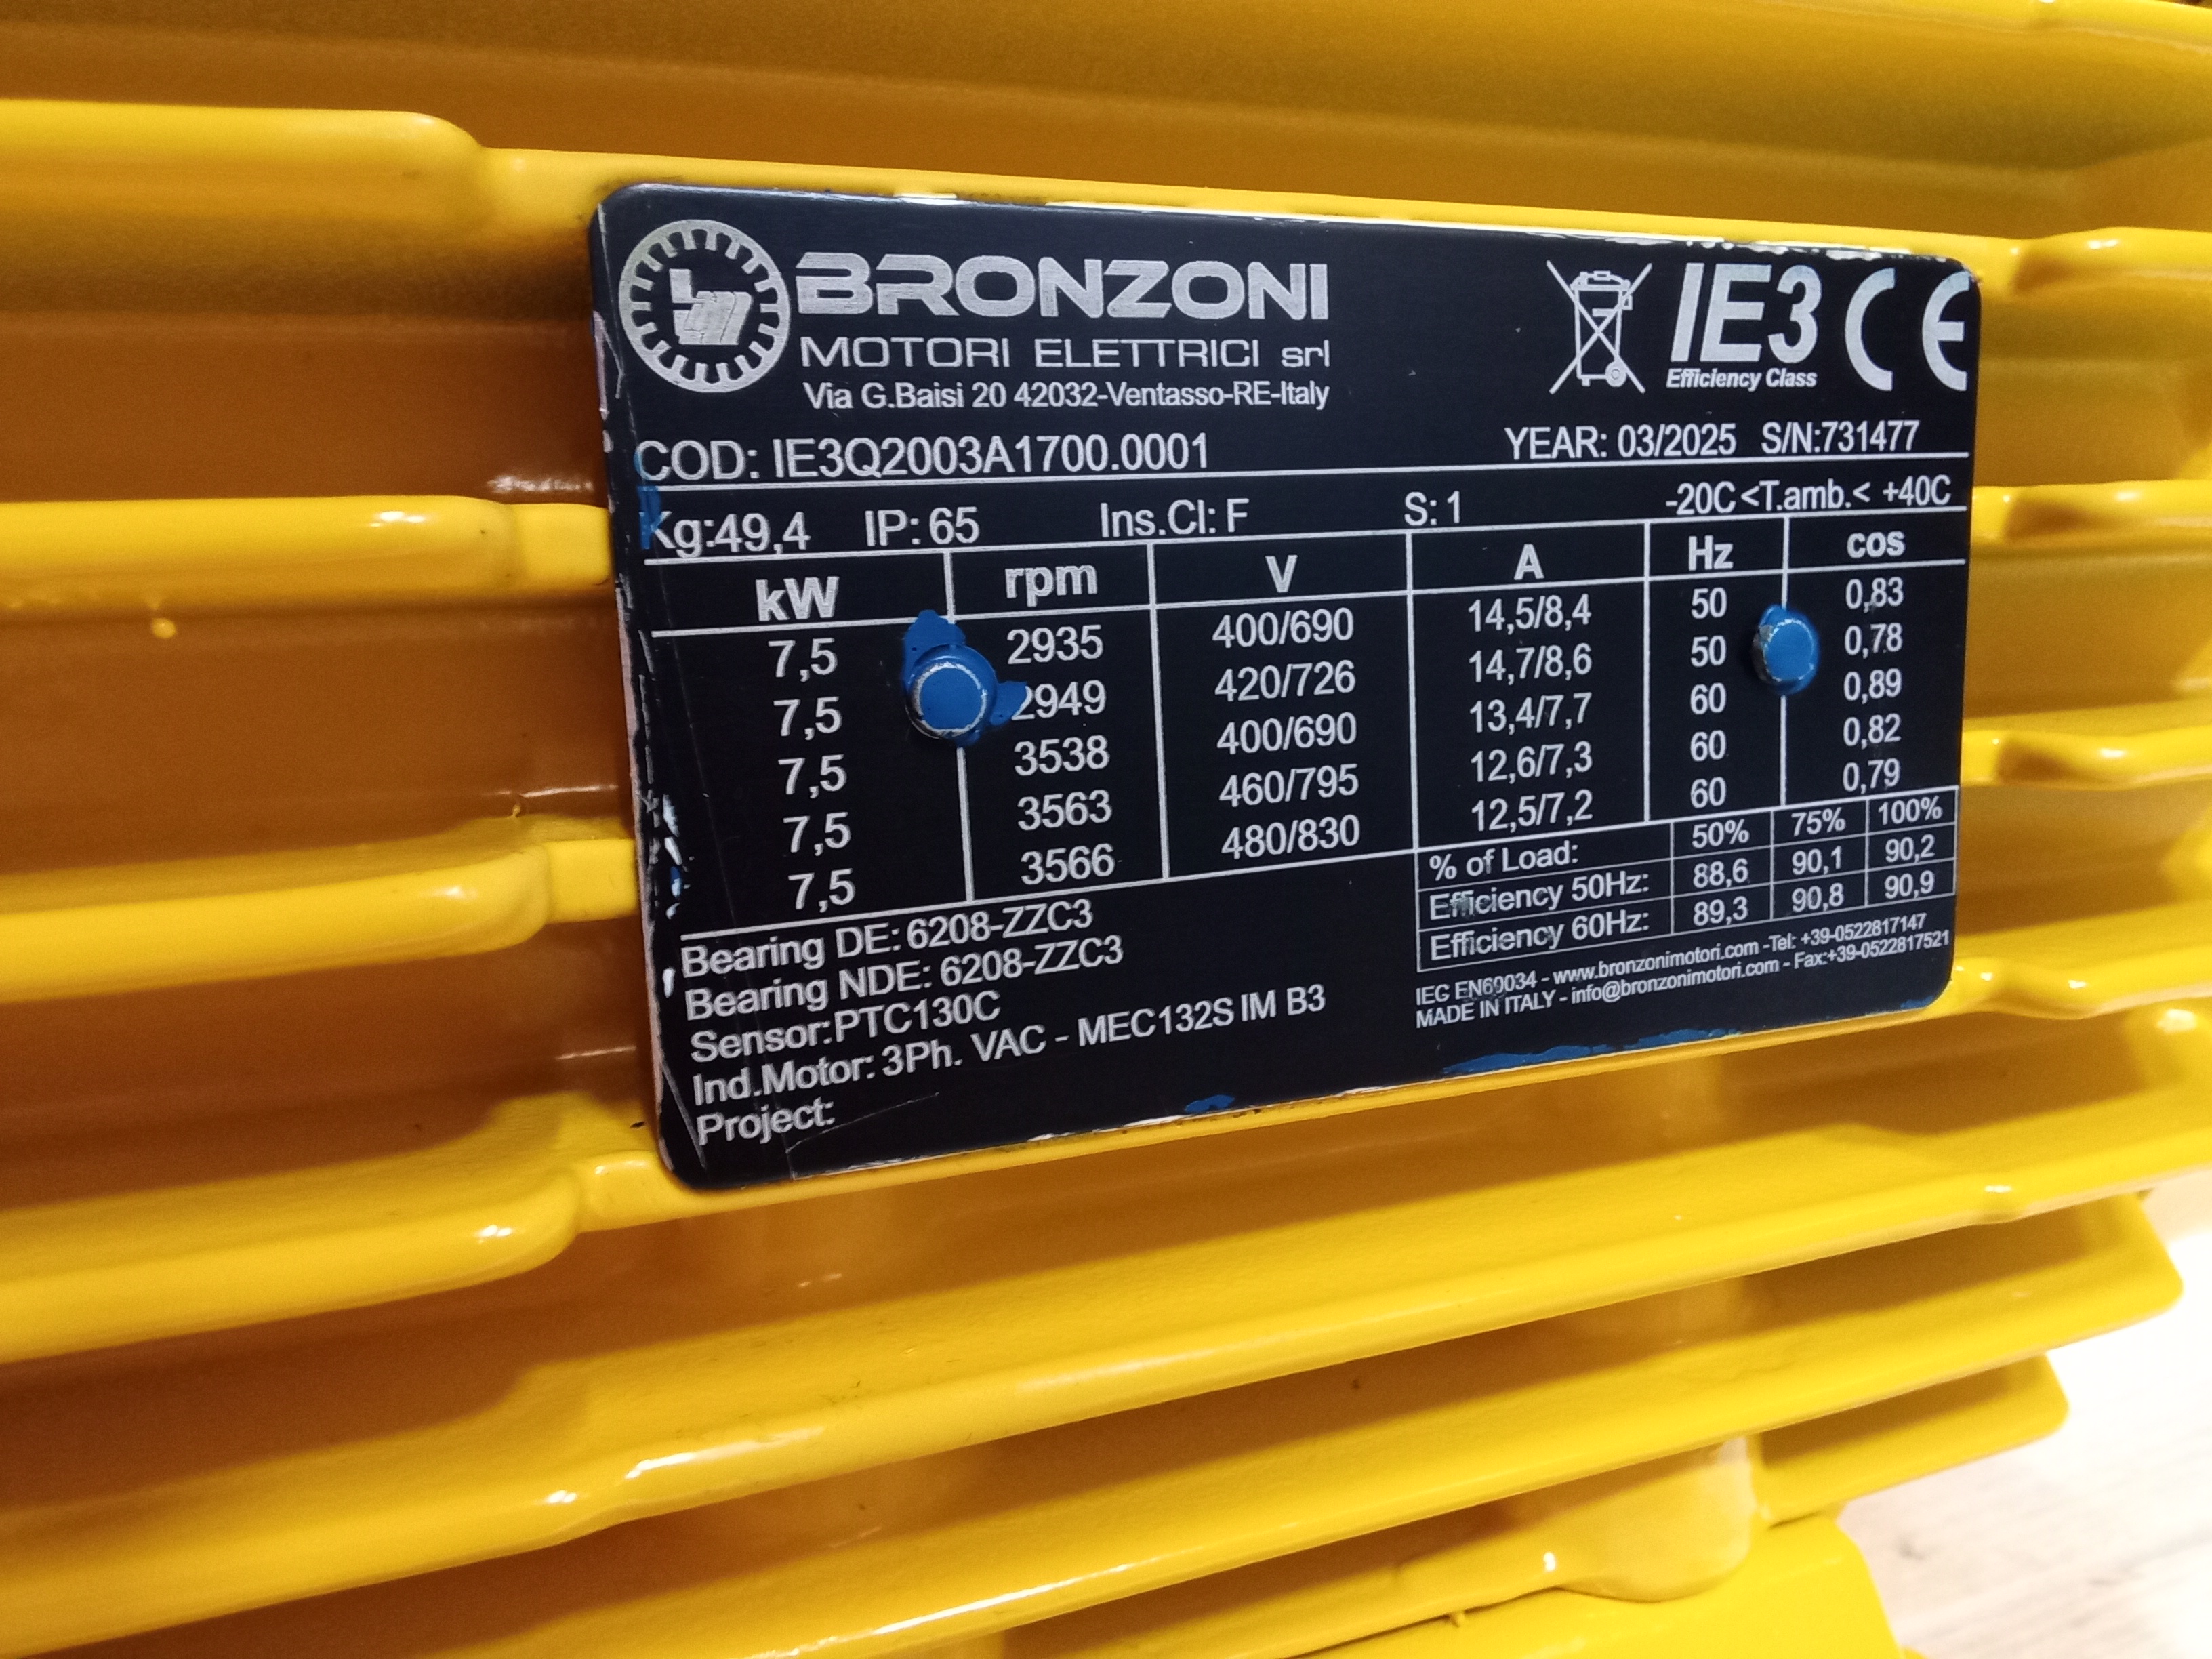 BRONZONI
MOTORI ELETTRICI srl
Via G.Baisi 20 42032-Ventasso-RE-Italy
IE3 CE
Efficiency Class
COD: IE3Q2003A1700.0001 YEAR: 03/2025 S/N:731477
Kg:49,4 IP: 65 Ins.Cl: F S: 1 -20C<T.amb.< +40C
kW rpm V A Hz cos
7,5 2935 400/690 14,5/8,4 50 0,83
7,5 2949 420/726 14,7/8,6 50 0,78
7,5 3538 400/690 13,4/7,7 60 0,89
7,5 3563 460/795 12,6/7,3 60 0,82
7,5 3566 480/830 12,5/7,2 60 0,79
% of Load: 50% 75% 100%
Efficiency 50Hz: 88,6 90,1 90,2
Efficiency 60Hz: 89,3 90,8 90,9
Bearing DE: 6208-ZZC3
Bearing NDE: 6208-ZZC3
Sensor:PTC130C
Ind.Motor: 3Ph. VAC - MEC132S IM B3
Project:
IEC EN60034 - www.bronzonimotori.com -Tel: +39-0522817147
MADE IN ITALY - info@bronzonimotori.com - Fax:+39-0522817521